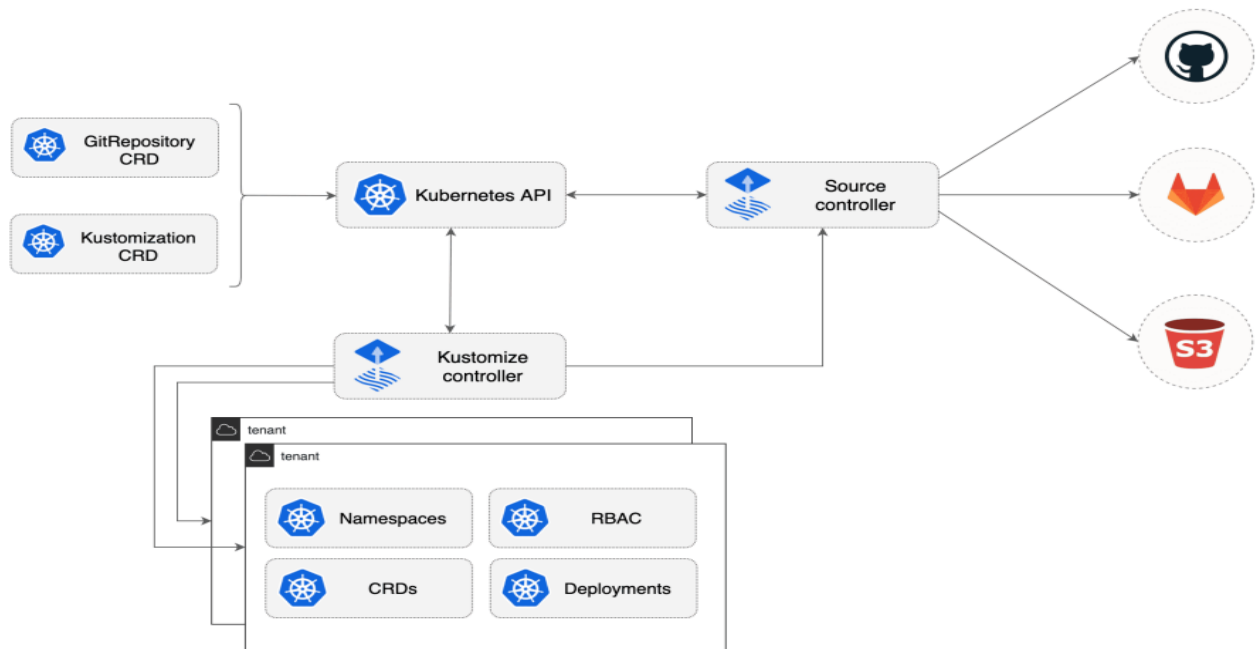 GitRepository
CRD
Kustomization
CRD
Kubernetes API
Source
controller
S3
Kustomize
controller
tenant
tenant
Namespaces
RBAC
CRDs
Deployments